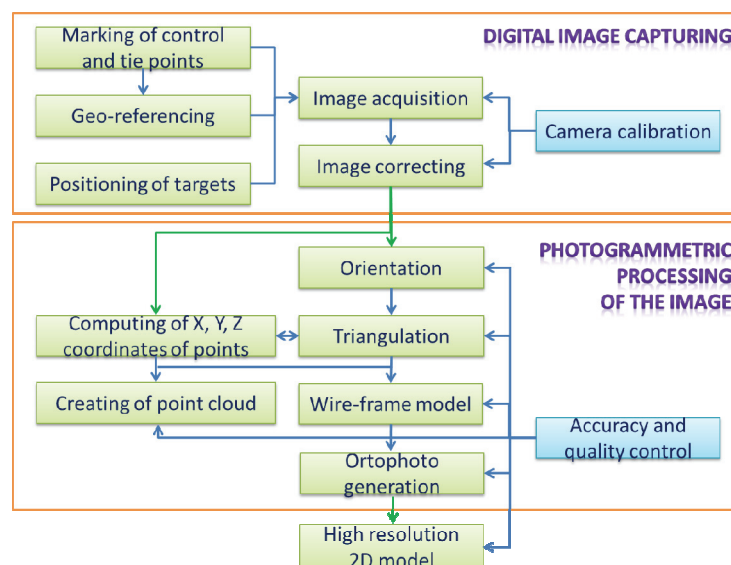 DIGITAL IMAGE CAPTURING
Marking of control
and tie points
Geo-referencing
Positioning of targets
Image acquisition
Image correcting
Camera calibration
PHOTOGRAMMETRIC
PROCESSING
OF THE IMAGE
Orientation
Computing of X, Y, Z
coordinates of points
Triangulation
Creating of point cloud
Wire-frame model
Accuracy and
quality control
Ortophoto
generation
High resolution
2D model